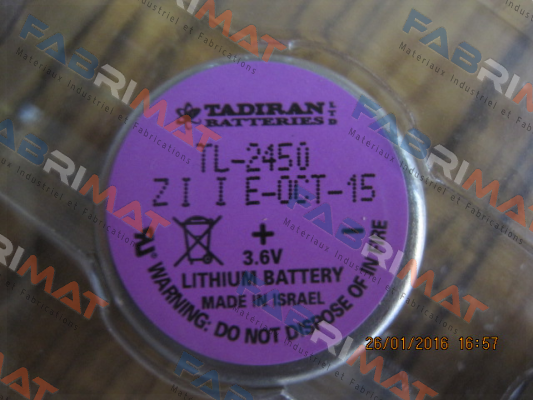 TADIRAN LTD
BATTERIES
TL-2450
ZI I E-OCT-15
+ -
3.6V
LITHIUM BATTERY
MADE IN ISRAEL
WARNING: DO NOT DISPOSE OF IN FIRE
26/01/2016 16:57
FABRIMAT
Materiaux Industriel et Fabrications